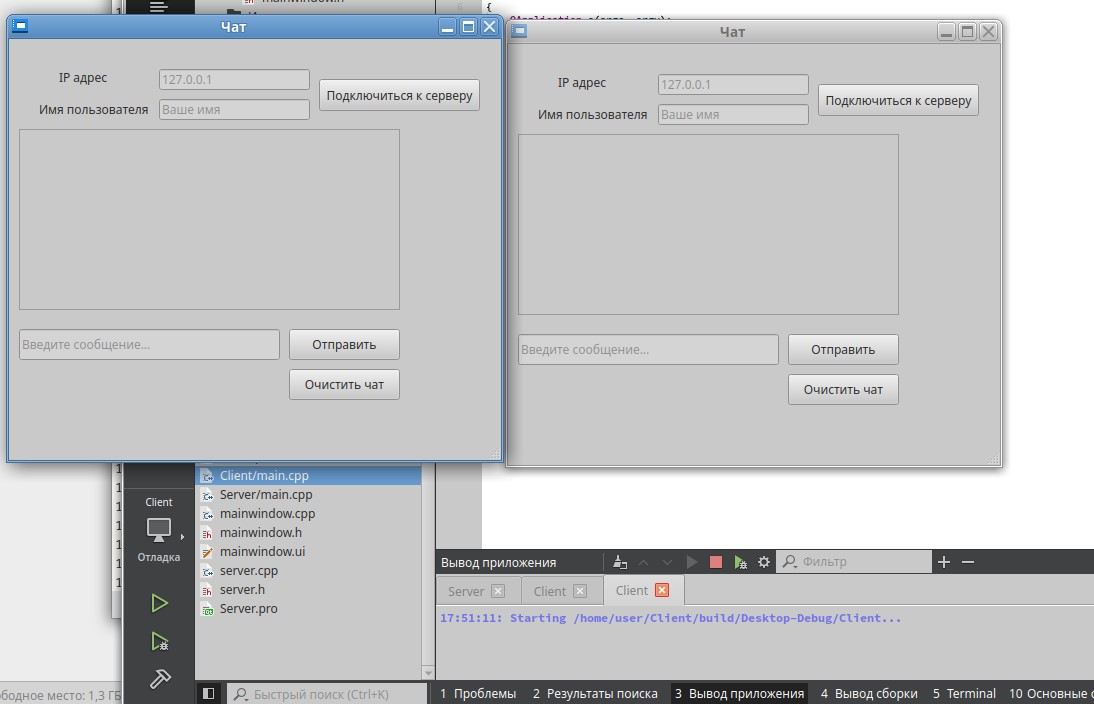 mainwindow.h
6
{
Чат
IP адрес
127.0.0.1
Имя пользователя
Ваше имя
Подключиться к серверу
Введите сообщение...
Отправить
Очистить чат
Чат
IP адрес
127.0.0.1
Имя пользователя
Ваше имя
Подключиться к серверу
Введите сообщение...
Отправить
Очистить чат
Client
Отладка
Client/main.cpp
Server/main.cpp
mainwindow.cpp
mainwindow.h
mainwindow.ui
server.cpp
server.h
Server.pro
Вывод приложения
Фильтр
Server
Client
Client
17:51:11: Starting /home/user/Client/build/Desktop-Debug/Client...
место: 1,3 ГБ
Быстрый поиск (Ctrl+K)
1 Проблемы
2 Результаты поиска
3 Вывод приложения
4 Вывод сборки
5 Terminal
10 Основные